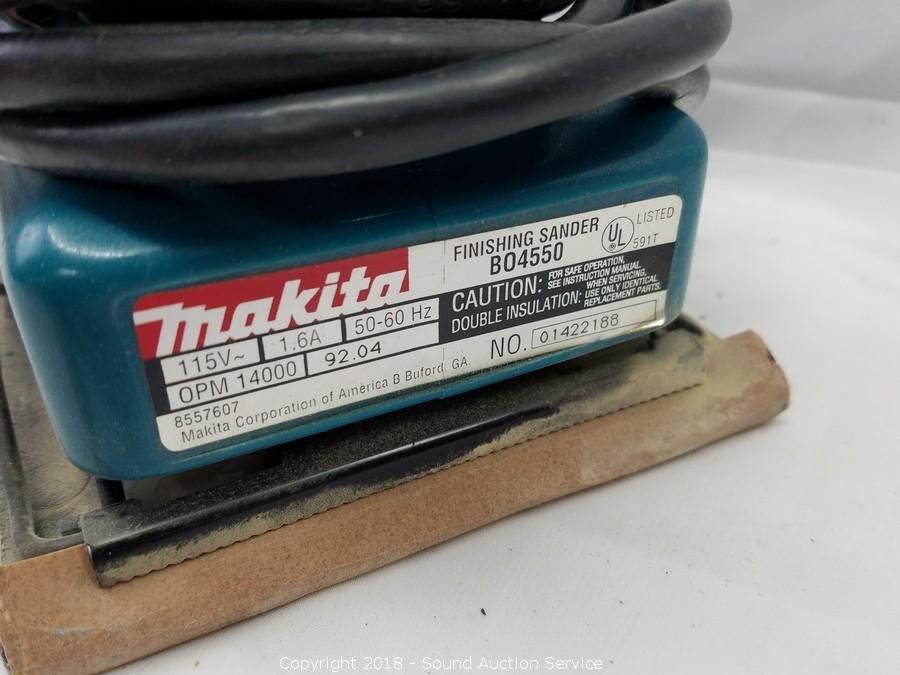 makita
FINISHING SANDER
BO4550
UL
LISTED
591T
115V~ 1.6A 50-60 Hz
OPM 14000 92.04
CAUTION: FOR SAFE OPERATION,
SEE INSTRUCTION MANUAL.
DOUBLE INSULATION: WHEN SERVICING,
USE ONLY IDENTICAL
REPLACEMENT PARTS.
NO. 01422188
8557607
Makita Corporation of America B Buford, GA.
Copyright 2018 - Sound Auction Service